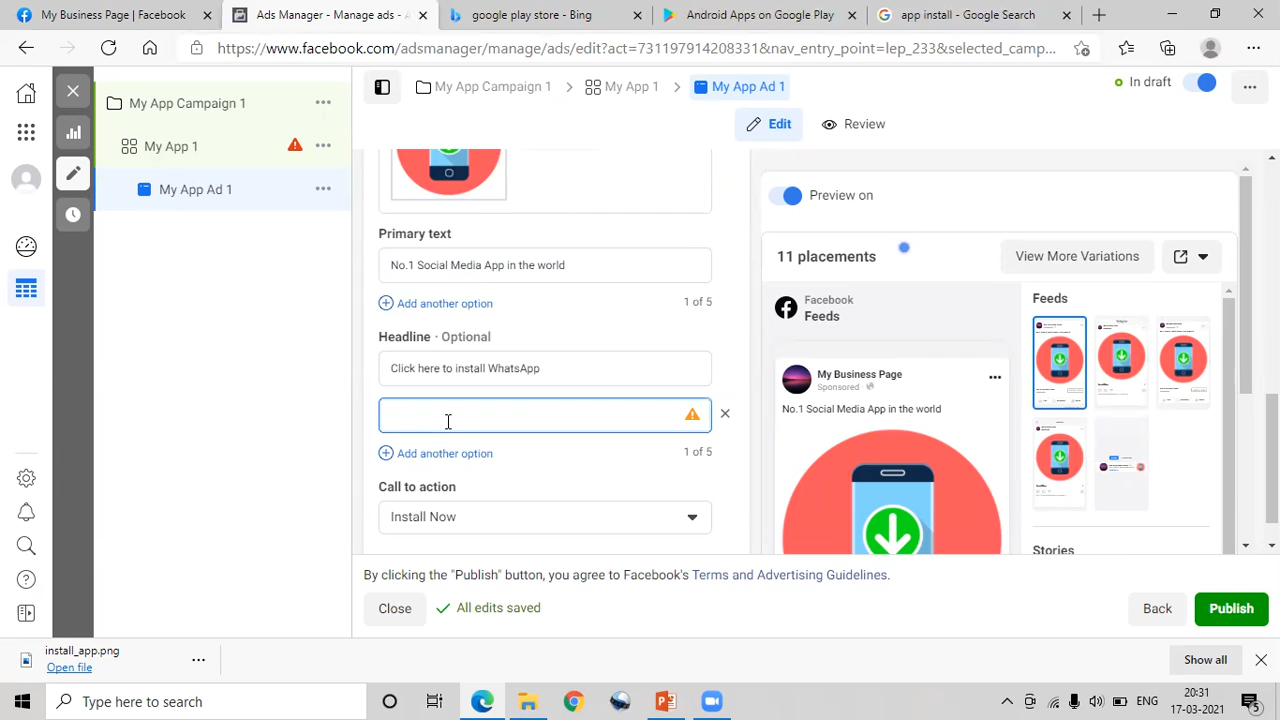 My Business Page | Facebook
Ads Manager - Manage ads - Edit
google play store - Bing
Android Apps on Google Play
app install - Google Search
https://www.facebook.com/adsmanager/manage/ads/edit?act=731197914208331&nav_entry_point=lep_233&selected_camp...
My App Campaign 1
My App 1
My App Ad 1
My App Campaign 1
My App 1
My App Ad 1
In draft
Edit
Review
Primary text
No.1 Social Media App in the world
Add another option
1 of 5
Headline · Optional
Click here to install WhatsApp
Add another option
1 of 5
Call to action
Install Now
Preview on
11 placements
View More Variations
Facebook
Feeds
My Business Page
Sponsored
No.1 Social Media App in the world
Feeds
Stories
By clicking the "Publish" button, you agree to Facebook's Terms and Advertising Guidelines.
Close
All edits saved
Back
Publish
install_app.png
Open file
Show all
Type here to search
ENG
20:31
17-03-2021
5